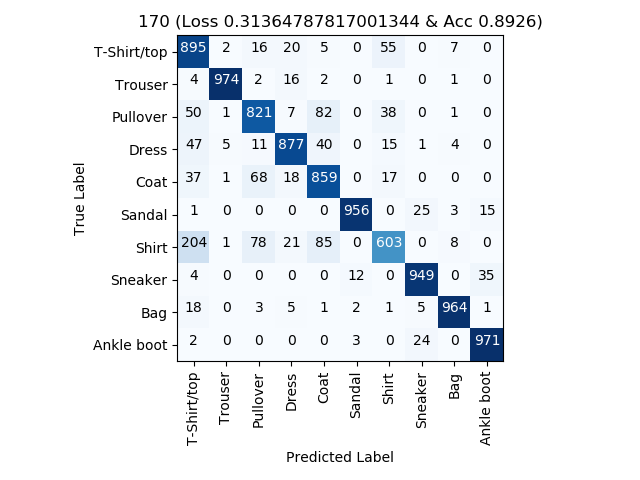 170 (Loss 0.31364787817001344 & Acc 0.8926)
T-Shirt/top 895 2 16 20 5 0 55 0 7 0
Trouser 4 974 2 16 2 0 1 0 1 0
Pullover 50 1 821 7 82 0 38 0 1 0
Dress 47 5 11 877 40 0 15 1 4 0
Coat 37 1 68 18 859 0 17 0 0 0
Sandal 1 0 0 0 0 956 0 25 3 15
Shirt 204 1 78 21 85 0 603 0 8 0
Sneaker 4 0 0 0 0 12 0 949 0 35
Bag 18 0 3 5 1 2 1 5 964 1
Ankle boot 2 0 0 0 0 3 0 24 0 971
True Label
T-Shirt/top
Trouser
Pullover
Dress
Coat
Sandal
Shirt
Sneaker
Bag
Ankle boot
Predicted Label